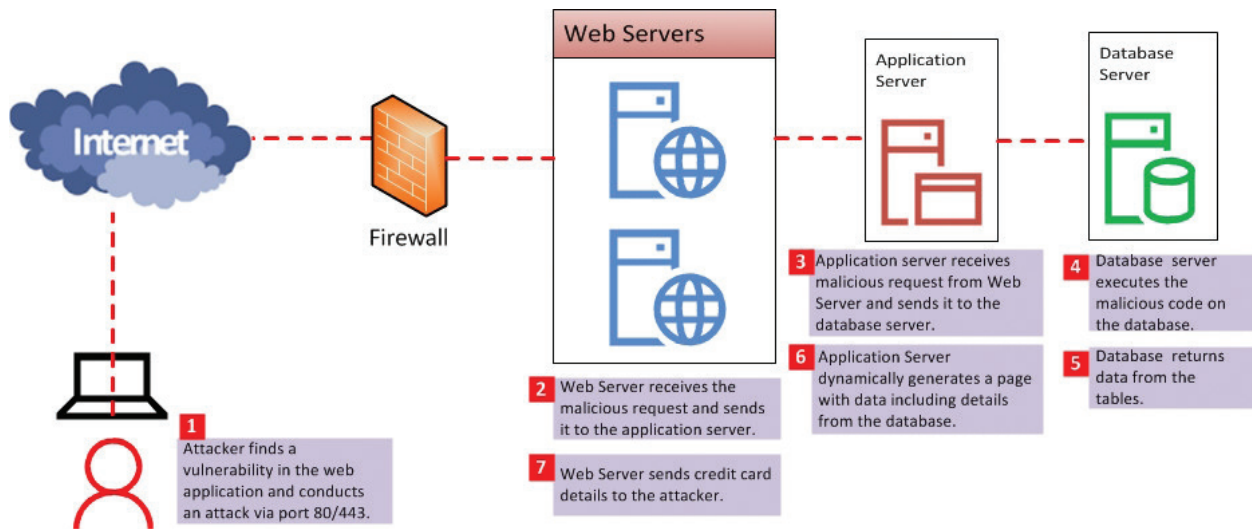 Internet
Firewall
Web Servers
Application
Server
Database
Server
1
Attacker finds a
vulnerability in the web
application and conducts
an attack via port 80/443.
2
Web Server receives the
malicious request and sends
it to the application server.
3
Application server receives
malicious request from Web
Server and sends it to the
database server.
4
Database server
executes the
malicious code on
the database.
5
Database returns
data from the
tables.
6
Application Server
dynamically generates a page
with data including details
from the database.
7
Web Server sends credit card
details to the attacker.